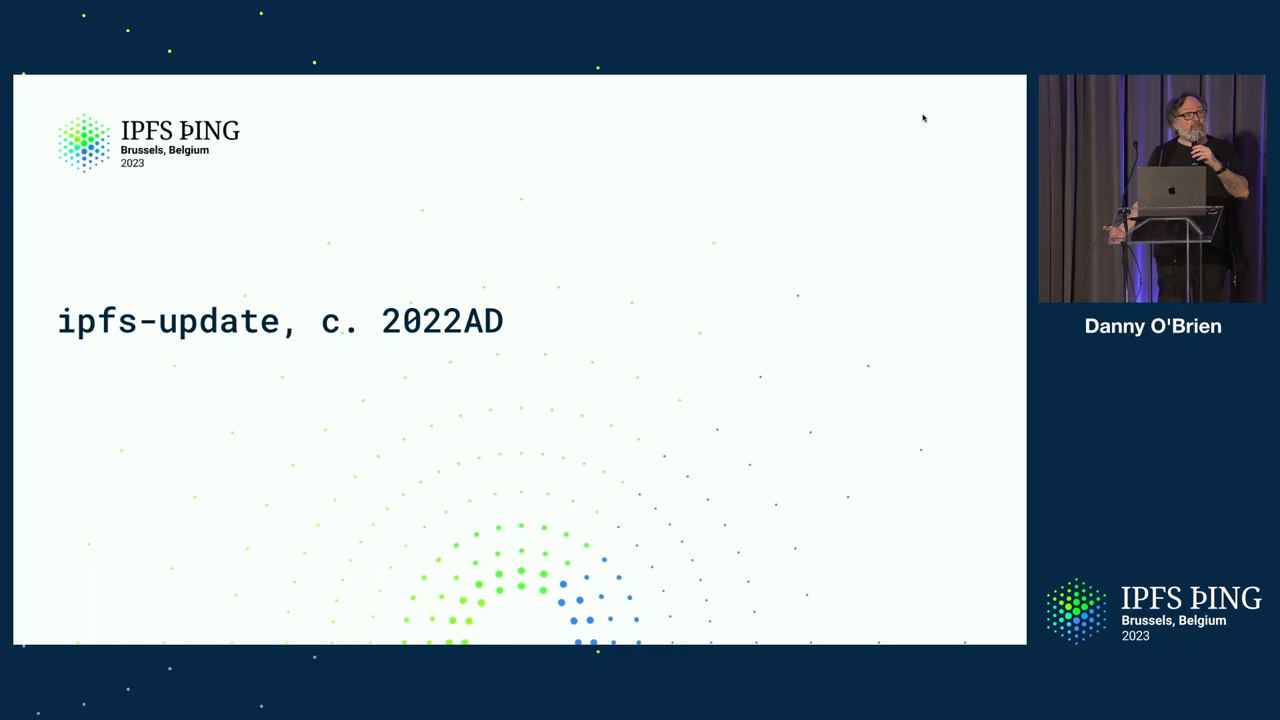 IPFS ÞING
Brussels, Belgium
2023
ipfs-update, c. 2022AD
Danny O'Brien
IPFS ÞING
Brussels, Belgium
2023